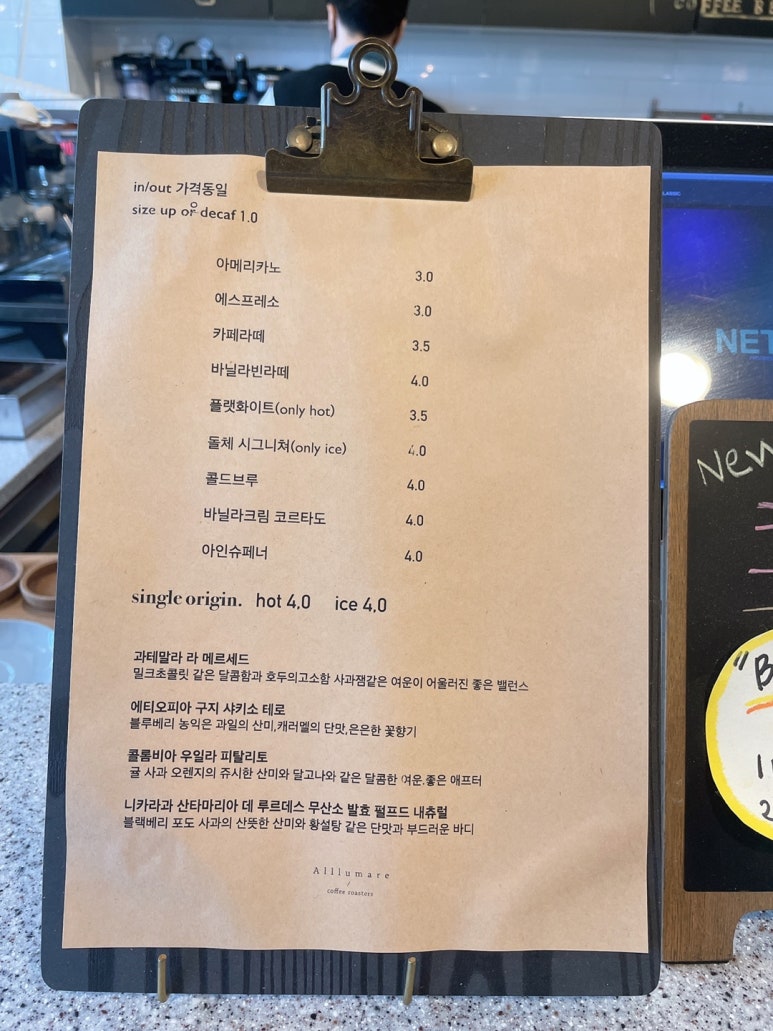 COFFEE BE
in/out 가격동일
size up or decaf 1.0
아메리카노 3.0
에스프레소 3.0
카페라떼 3.5
바닐라빈라떼 4.0
플랫화이트(only hot) 3.5
돌체 시그니쳐(only ice) 4.0
콜드브루 4.0
바닐라크림 코르타도 4.0
아인슈페너 4.0
single origin. hot 4.0 ice 4.0
과테말라 라 메르세드
밀크초콜릿 같은 달콤함과 호두의고소함 사과잼같은 여운이 어울러진 좋은 밸런스
에티오피아 구지 샤키소 테로
블루베리 농익은 과일의 산미,캐러멜의 단맛,은은한 꽃향기
콜롬비아 우일라 피탈리토
귤 사과 오렌지의 쥬시한 산미와 달고나와 같은 달콤한 여운.좋은 애프터
니카라과 산타마리아 데 루르데스 무산소 발효 펄프드 내츄럴
블랙베리 포도 사과의 산뜻한 산미와 황설탕 같은 단맛과 부드러운 바디
Alllumare
coffee roasters
CLASSIC
NET
New
"B
1
2